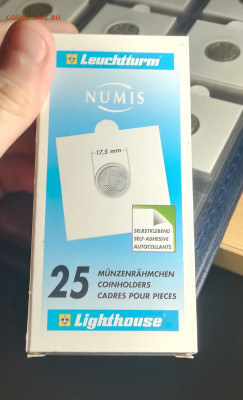 Leuchtturm
NUMIS
17,5 mm
SELBSTKLEBEND
SELF-ADHESIVE
AUTOCOLLANTS
25
MÜNZENRÄHMCHEN
COINHOLDERS
CADRES POUR PIECES
Lighthouse®